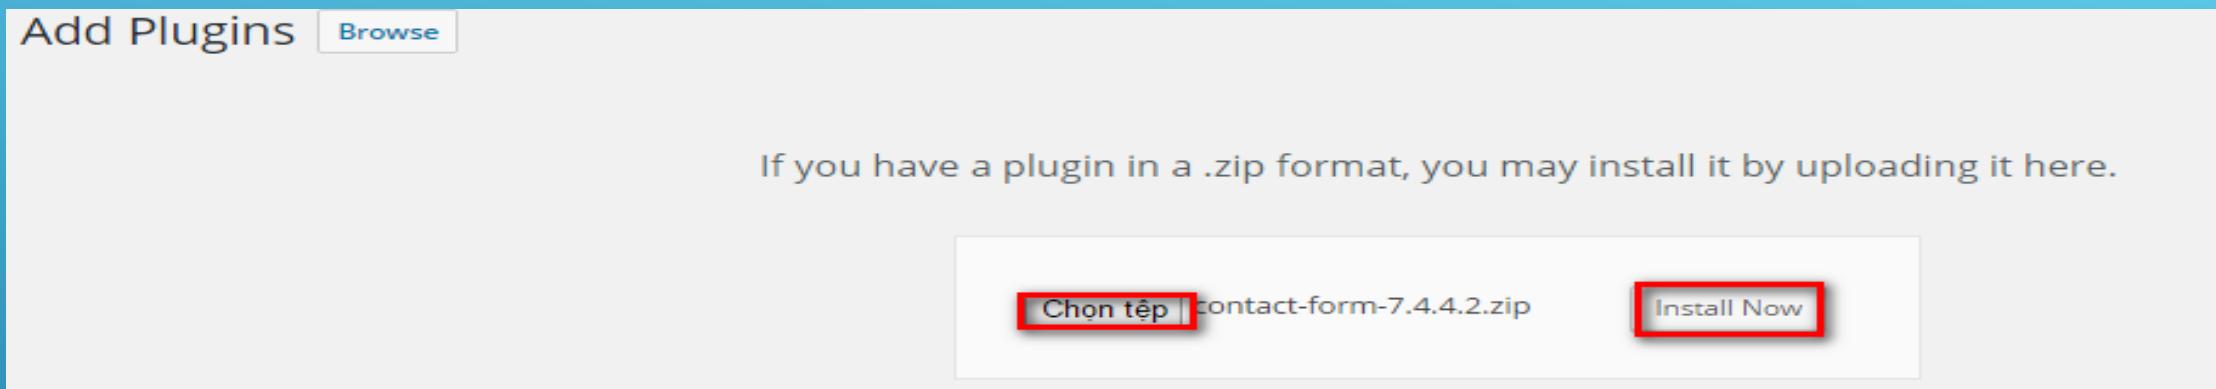 Add Plugins Browse
If you have a plugin in a .zip format, you may install it by uploading it here.
Chọn tệp contact-form-7.4.4.2.zip Install Now